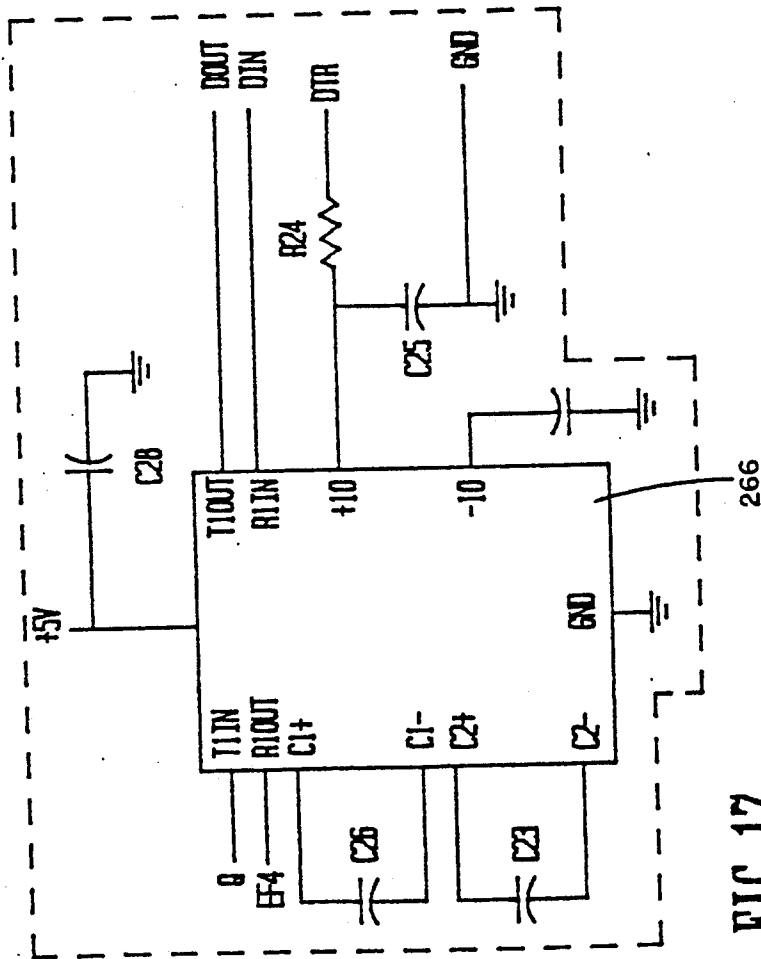 +5V
C28
T1IN
R1OUT
C1+
C1-
C2+
C2-
T1OUT
R1IN
+10
-10
GND
Q
EF4
C26
C23
DOUT
DIN
R24
DTR
C25
GND
266
FIG. 17